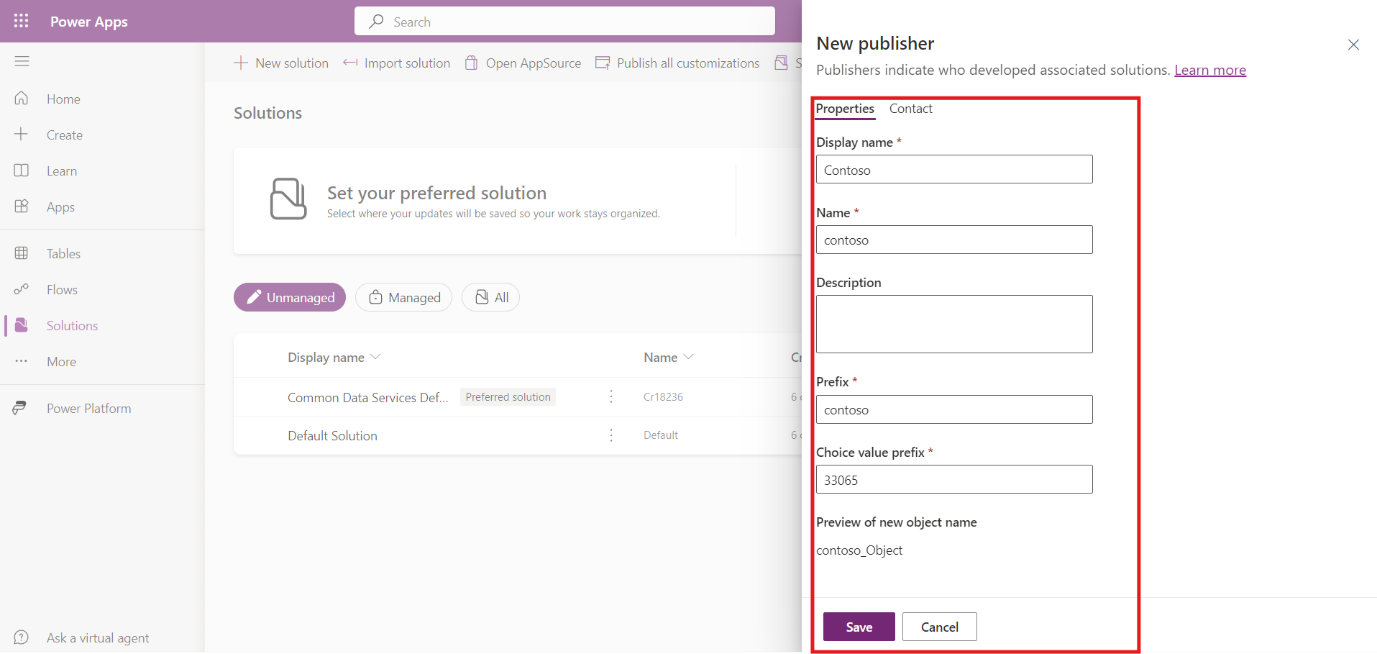 Power Apps
Search
New solution
Import solution
Open AppSource
Publish all customizations
S
Home
Create
Learn
Apps
Tables
Flows
Solutions
More
Power Platform
Ask a virtual agent
Solutions
Set your preferred solution
Select where your updates will be saved so your work stays organized.
Unmanaged
Managed
All
Display name
Name
Cr
Common Data Services Def...
Preferred solution
Cr18236
6
Default Solution
Default
6
New publisher
Publishers indicate who developed associated solutions. Learn more
Properties
Contact
Display name *
Contoso
Name *
contoso
Description
Prefix *
contoso
Choice value prefix *
33065
Preview of new object name
contoso_Object
Save
Cancel